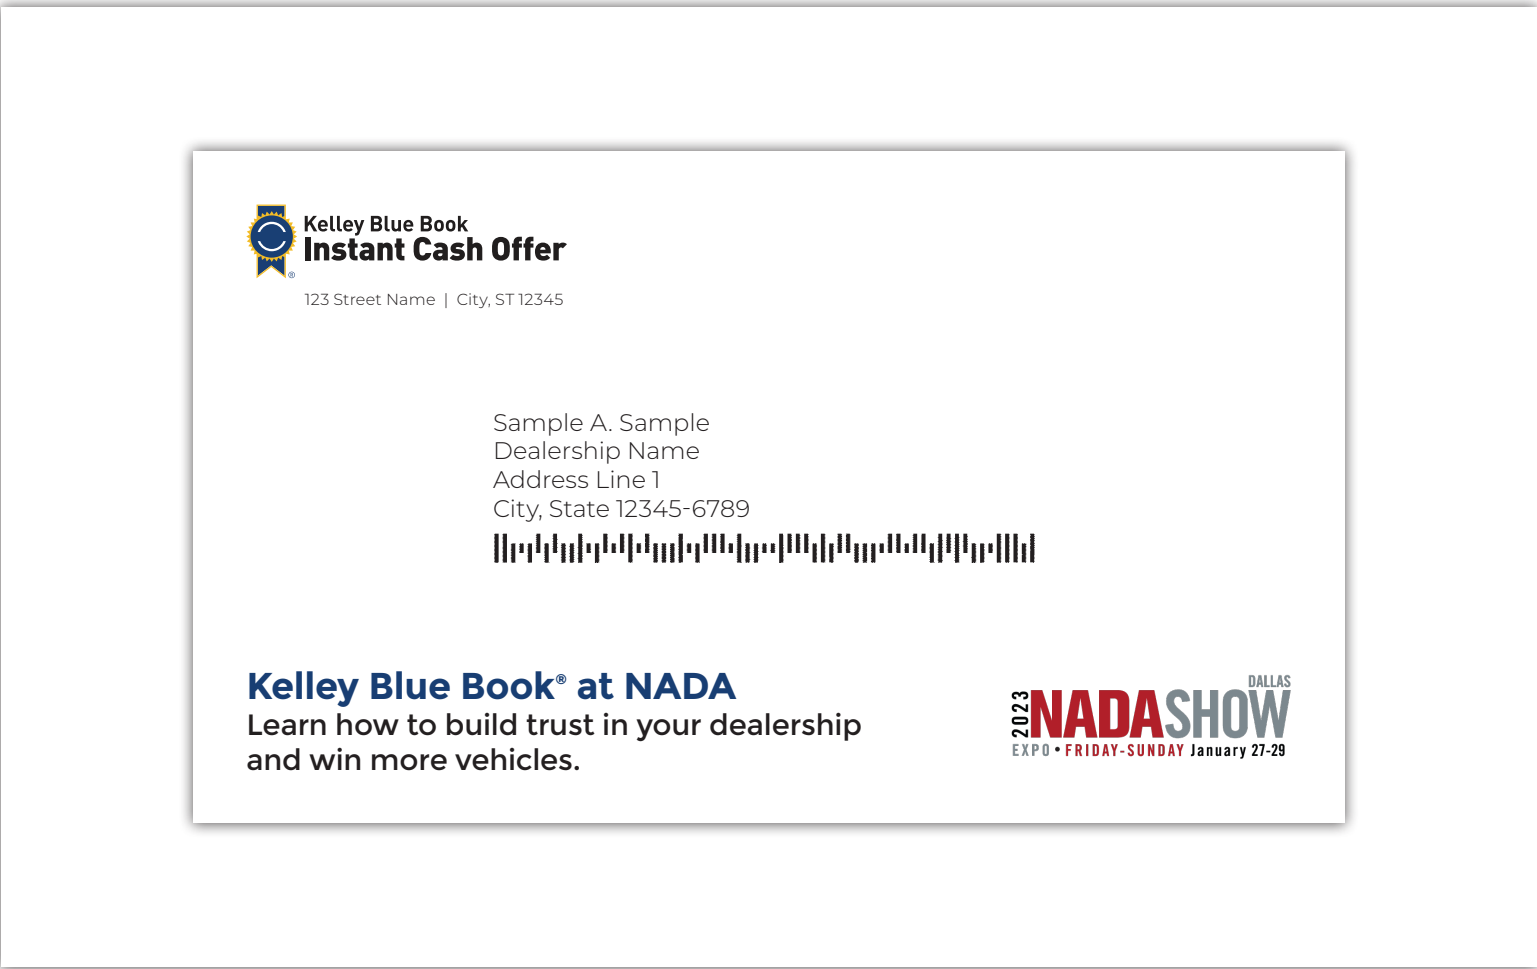 Kelley Blue Book
Instant Cash Offer
®
123 Street Name | City, ST 12345
Sample A. Sample
Dealership Name
Address Line 1
City, State 12345-6789
Kelley Blue Book® at NADA
Learn how to build trust in your dealership
and win more vehicles.
DALLAS
2023 NADASHOW
EXPO • FRIDAY-SUNDAY January 27-29